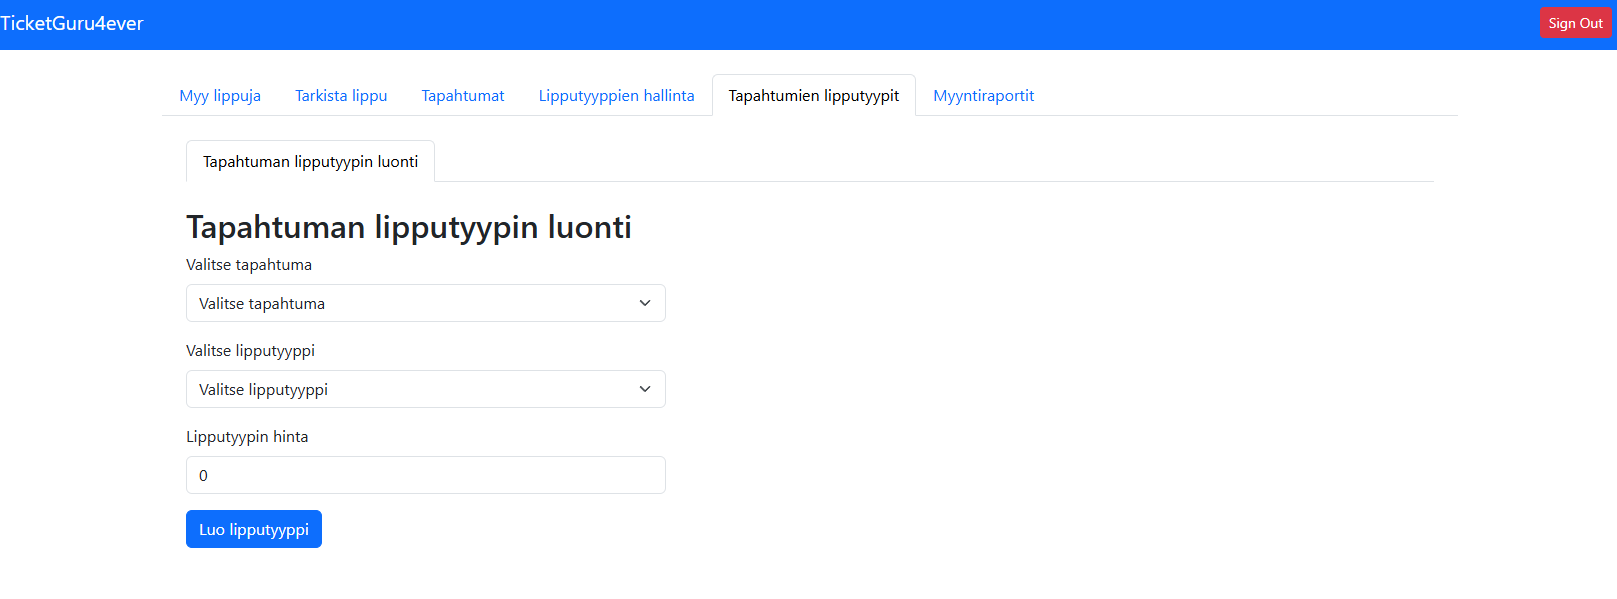 TicketGuru4ever Sign Out
Myy lippuja Tarkista lippu Tapahtumat Lipputyyppien hallinta Tapahtumien lipputyypit Myyntiraportit
Tapahtuman lipputyypin luonti
Tapahtuman lipputyypin luonti
Valitse tapahtuma
Valitse tapahtuma
Valitse lipputyyppi
Valitse lipputyyppi
Lipputyypin hinta
0
Luo lipputyyppi